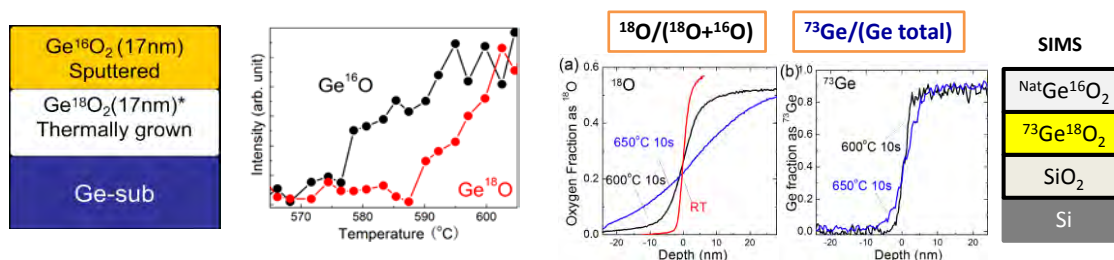 Ge¹⁶O₂ (17nm)
Sputtered
Ge¹⁸O₂(17nm)*
Thermally grown
Ge-sub
Intensity (arb. unit)
Ge¹⁶O
Ge¹⁸O
570 580 590 600
Temperature (°C)
¹⁸O/(¹⁸O+¹⁶O)
(a)
¹⁸O
Oxygen Fraction as ¹⁸O
0.6
0.4
0.2
0.0
650°C 10s
600°C 10s
RT
-20 -10 0 10 20
Depth (nm)
⁷³Ge/(Ge total)
(b)
⁷³Ge
Ge fraction as ⁷³Ge
1.0
0.8
0.6
0.4
0.2
0.0
600°C 10s
650°C 10s
-20 -10 0 10 20
Depth (nm)
SIMS
ᴺᵃᵗGe¹⁶O₂
⁷³Ge¹⁸O₂
SiO₂
Si